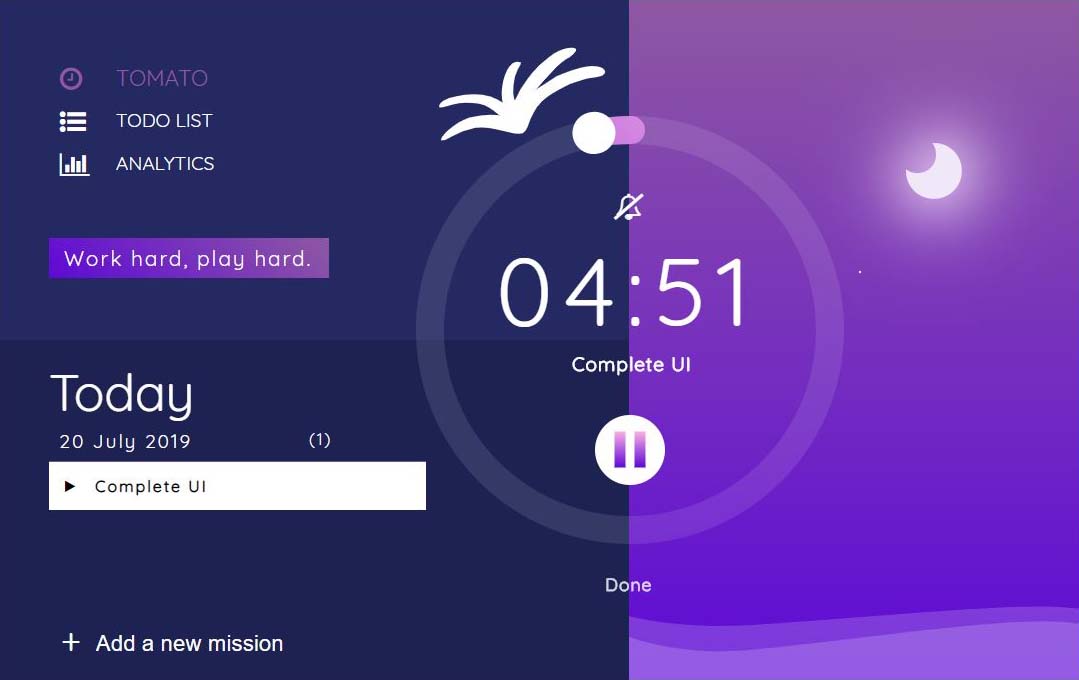 TOMATO
TODO LIST
ANALYTICS
Work hard, play hard.
Today
20 July 2019 (1)
Complete UI
Add a new mission
04:51
Complete UI
Done